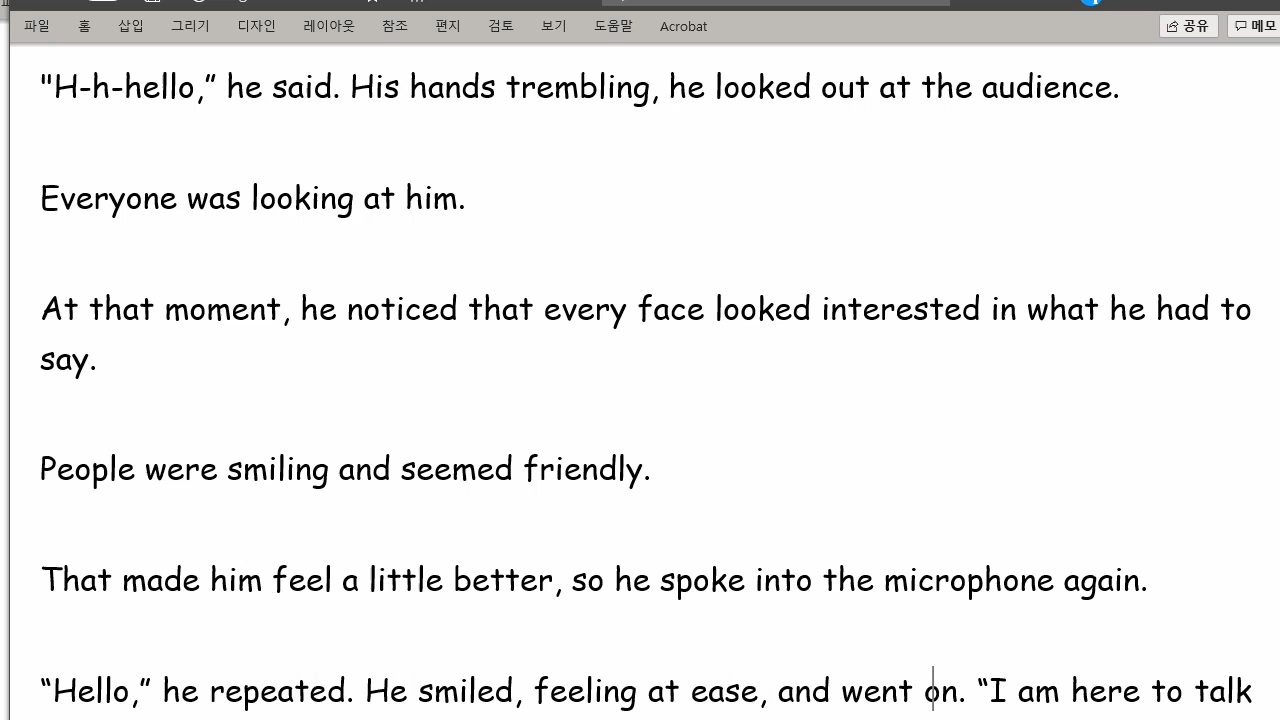 파일 홈 삽입 그리기 디자인 레이아웃 참조 편지 검토 보기 도움말 Acrobat 공유 메모
"H-h-hello,” he said. His hands trembling, he looked out at the audience.
Everyone was looking at him.
At that moment, he noticed that every face looked interested in what he had to
say.
People were smiling and seemed friendly.
That made him feel a little better, so he spoke into the microphone again.
“Hello,” he repeated. He smiled, feeling at ease, and went on. “I am here to talk